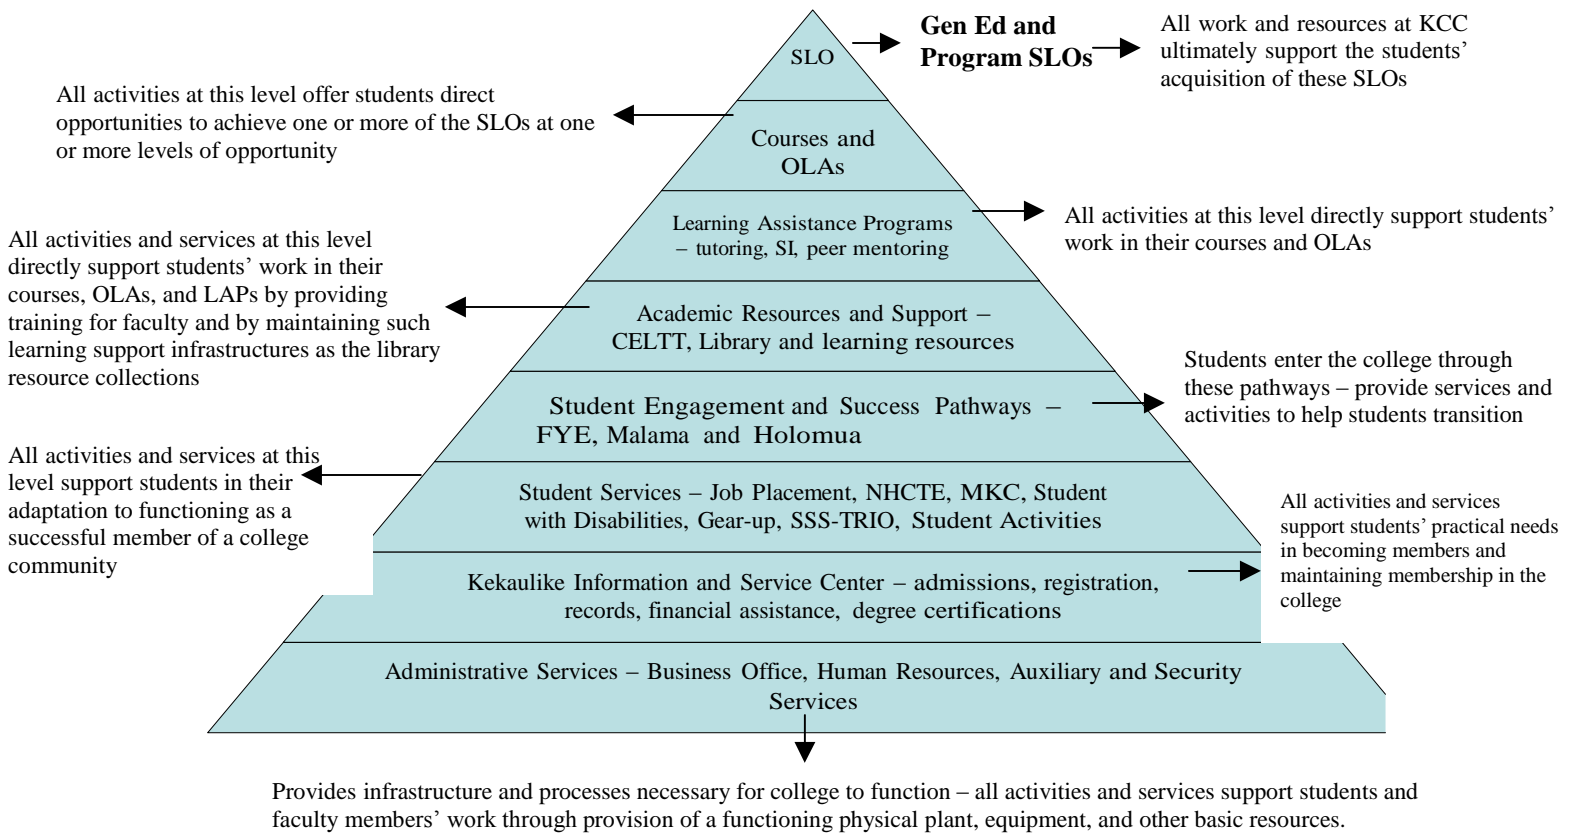 SLO
Gen Ed and
Program SLOs
All work and resources at KCC
ultimately support the students’
acquisition of these SLOs
All activities at this level offer students direct
opportunities to achieve one or more of the SLOs at one
or more levels of opportunity
Courses and
OLAs
Learning Assistance Programs
– tutoring, SI, peer mentoring
All activities at this level directly support students’
work in their courses and OLAs
All activities and services at this level
directly support students’ work in their
courses, OLAs, and LAPs by providing
training for faculty and by maintaining such
learning support infrastructures as the library
resource collections
Academic Resources and Support –
CELTT, Library and learning resources
Students enter the college through
these pathways – provide services and
activities to help students transition
Student Engagement and Success Pathways –
FYE, Malama and Holomua
All activities and services at this
level support students in their
adaptation to functioning as a
successful member of a college
community
Student Services – Job Placement, NHCTE, MKC, Student
with Disabilities, Gear-up, SSS-TRIO, Student Activities
All activities and services
support students’ practical needs
in becoming members and
maintaining membership in the
college
Kekaulike Information and Service Center – admissions, registration,
records, financial assistance, degree certifications
Administrative Services – Business Office, Human Resources, Auxiliary and Security
Services
Provides infrastructure and processes necessary for college to function – all activities and services support students and
faculty members’ work through provision of a functioning physical plant, equipment, and other basic resources.